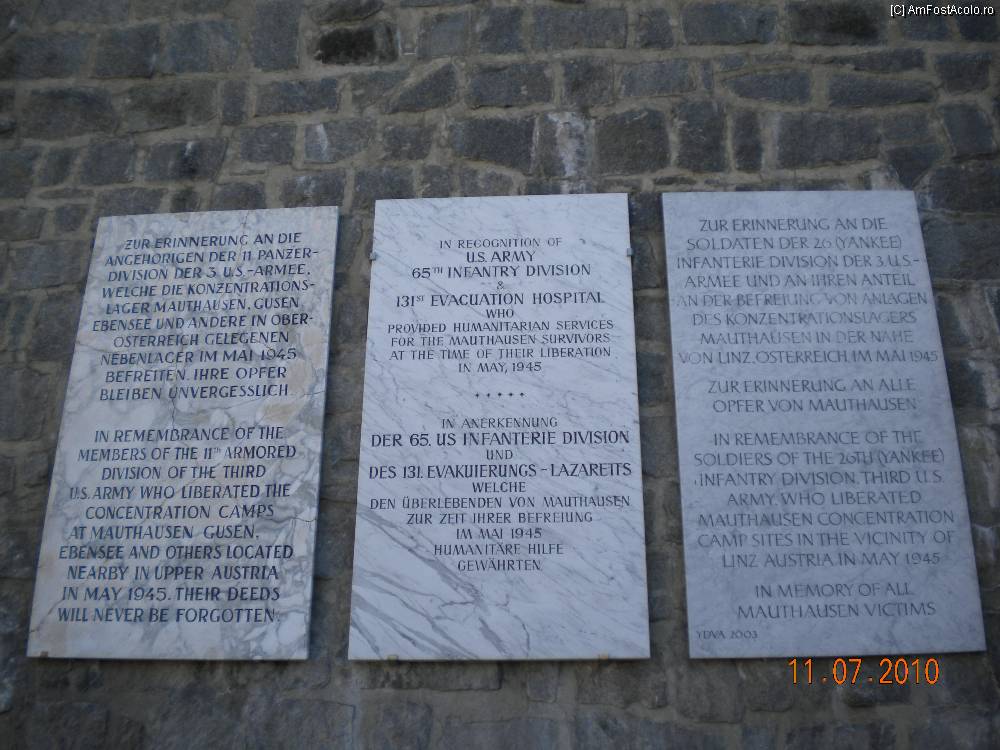 [C] AmFostAcolo.ro
ZUR ERINNERUNG AN DIE
ANGEHÖRIGEN DER 11 PANZER-
DIVISION DER 3. U.S.-ARMEE,
WELCHE DIE KONZENTRATIONS-
LAGER MAUTHAUSEN, GUSEN,
EBENSEE UND ANDERE IN OBER-
ÖSTERREICH GELEGENEN
NEBENLAGER IM MAI 1945
BEFREITEN. IHRE OPFER
BLEIBEN UNVERGESSLICH.
IN REMEMBRANCE OF THE
MEMBERS OF THE 11TH ARMORED
DIVISION OF THE THIRD
U.S. ARMY WHO LIBERATED THE
CONCENTRATION CAMPS
AT MAUTHAUSEN, GUSEN,
EBENSEE AND OTHERS LOCATED
NEARBY IN UPPER AUSTRIA
IN MAY 1945. THEIR DEEDS
WILL NEVER BE FORGOTTEN.
IN RECOGNITION OF
U.S. ARMY
65TH INFANTRY DIVISION
&
131ST EVACUATION HOSPITAL
WHO
PROVIDED HUMANITARIAN SERVICES
FOR THE MAUTHAUSEN SURVIVORS
AT THE TIME OF THEIR LIBERATION
IN MAY, 1945
* * * * *
IN ANERKENNUNG
DER 65. US INFANTERIE DIVISION
UND
DES 131. EVAKUIERUNGS-LAZARETTS
WELCHE
DEN ÜBERLEBENDEN VON MAUTHAUSEN
ZUR ZEIT IHRER BEFREIUNG
IM MAI 1945
HUMANITÄRE HILFE
GEWÄHRTEN
ZUR ERINNERUNG AN DIE
SOLDATEN DER 26 (YANKEE)
INFANTERIE DIVISION DER 3. U.S.-
ARMEE UND AN IHREN ANTEIL
AN DER BEFREIUNG VON ANLAGEN
DES KONZENTRATIONSLAGERS
MAUTHAUSEN IN DER NÄHE
VON LINZ, ÖSTERREICH, IM MAI 1945
ZUR ERINNERUNG AN ALLE
OPFER VON MAUTHAUSEN
IN REMEMBRANCE OF THE
SOLDIERS OF THE 26TH (YANKEE)
INFANTRY DIVISION, THIRD U.S.
ARMY, WHO LIBERATED
MAUTHAUSEN CONCENTRATION
CAMP SITES IN THE VICINITY OF
LINZ AUSTRIA, IN MAY 1945
IN MEMORY OF ALL
MAUTHAUSEN VICTIMS
YDVA 2003
11.07.2010